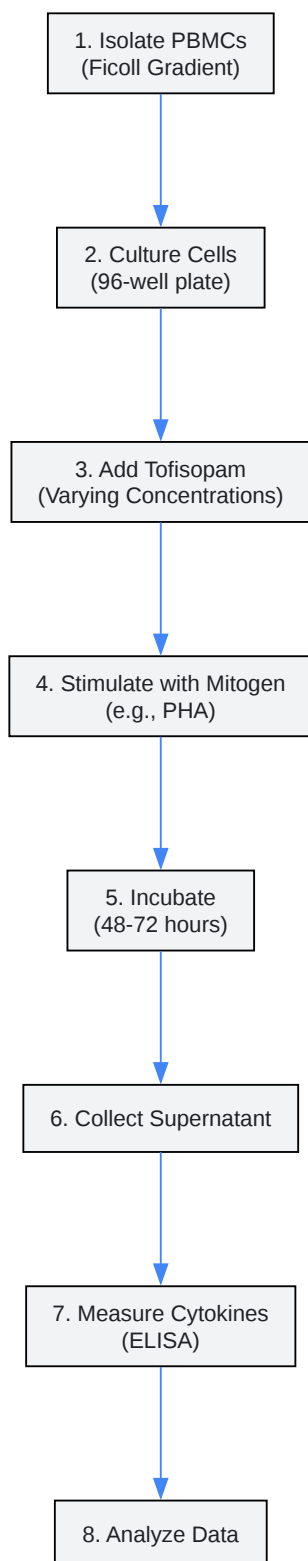 1. Isolate PBMCs
(Ficoll Gradient)
2. Culture Cells
(96-well plate)
3. Add Tofisopam
(Varying Concentrations)
4. Stimulate with Mitogen
(e.g., PHA)
5. Incubate
(48-72 hours)
6. Collect Supernatant
7. Measure Cytokines
(ELISA)
8. Analyze Data